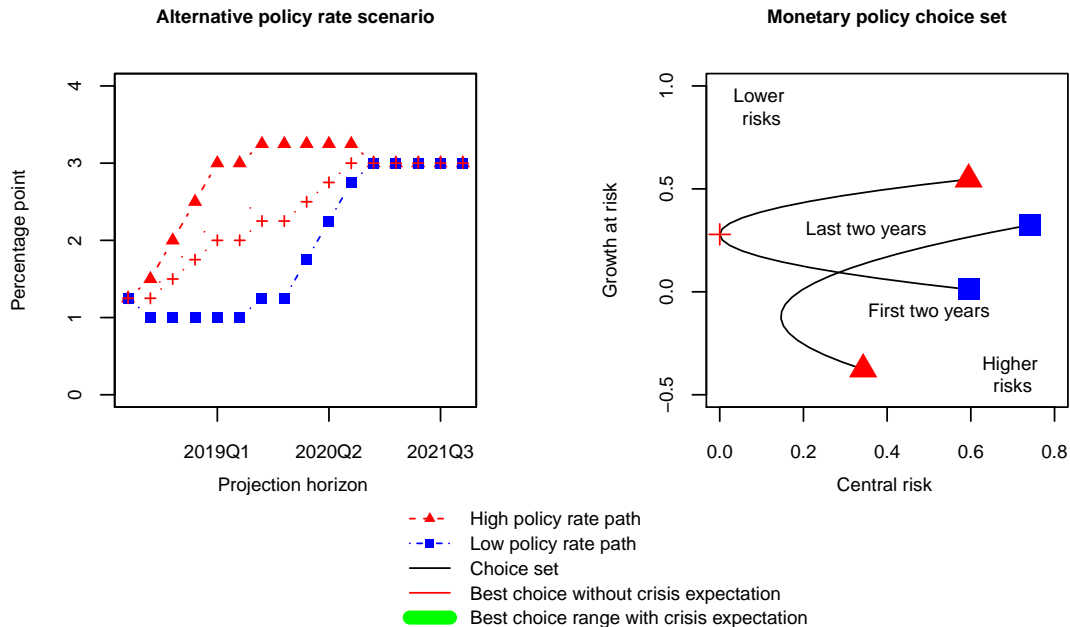 Alternative policy rate scenario
Percentage point
4
3
2
1
0
2019Q1 2020Q2 2021Q3
Projection horizon
Monetary policy choice set
Growth at risk
1.0
0.5
0.0
−0.5
Lower
risks
Last two years
First two years
Higher
risks
0.0 0.2 0.4 0.6 0.8
Central risk
High policy rate path
Low policy rate path
Choice set
Best choice without crisis expectation
Best choice range with crisis expectation